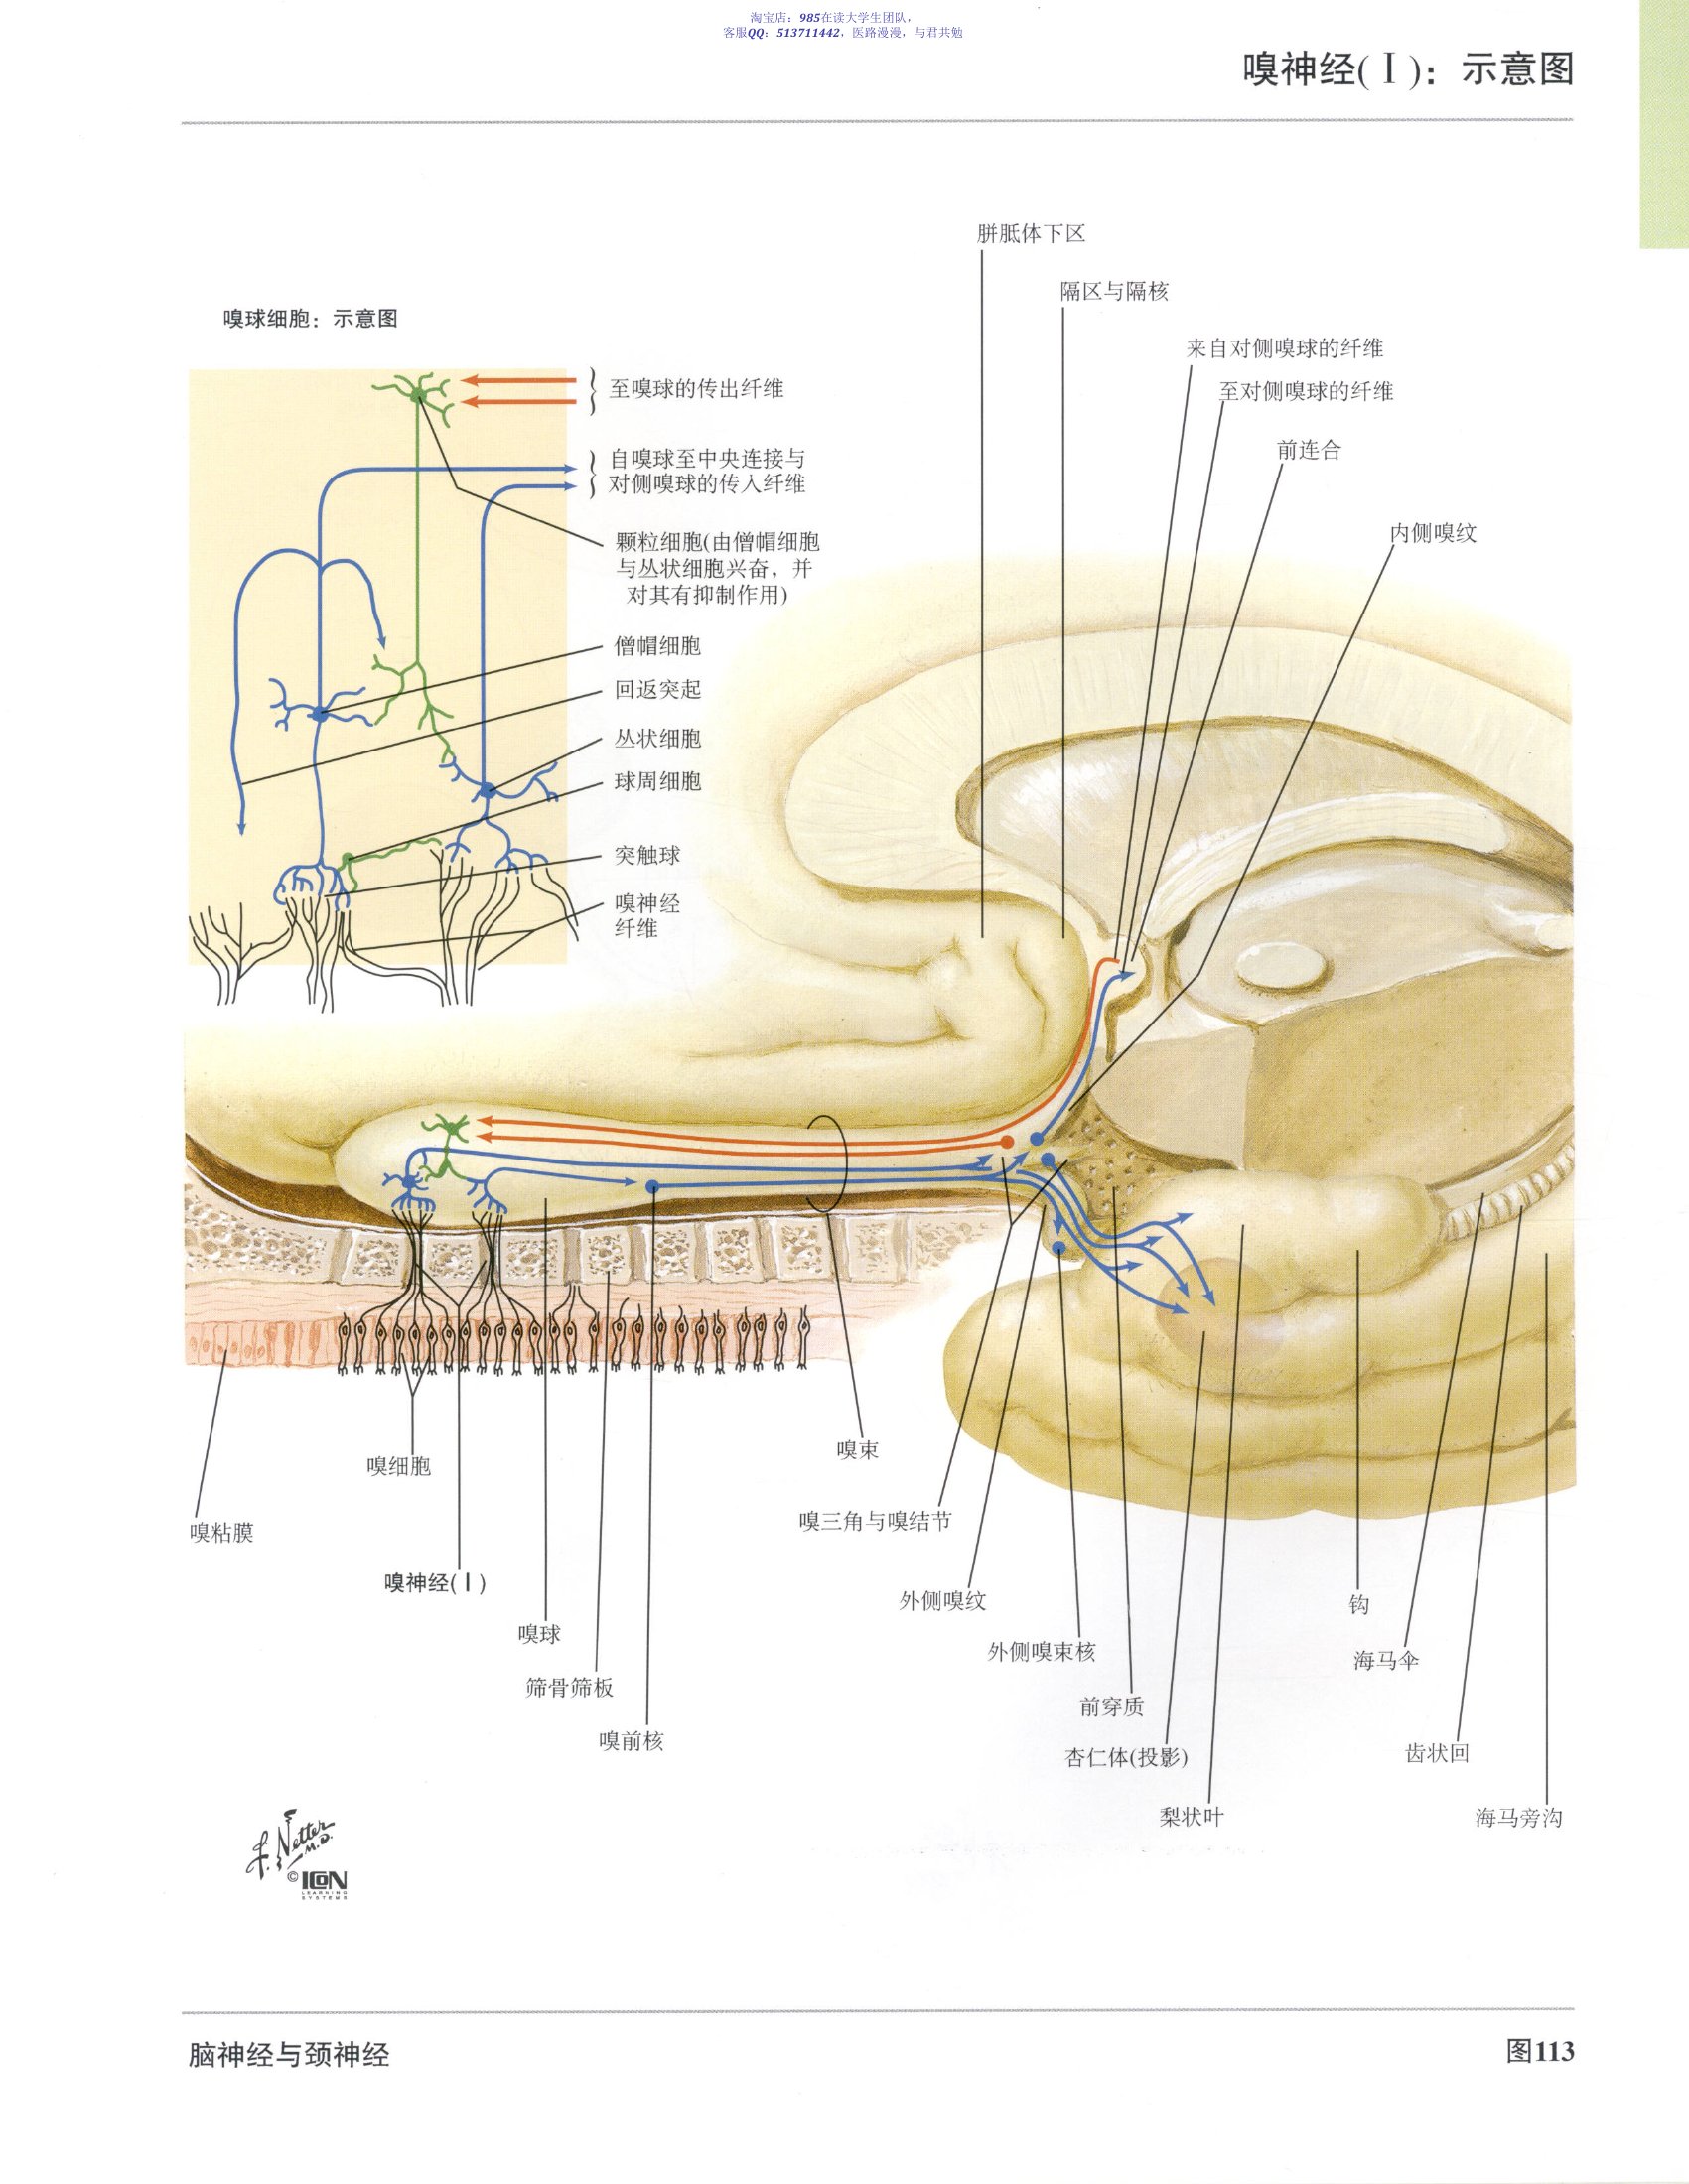 淘宝店：985在读大学生团队，
客服QQ：513711442，医路漫漫，与君共勉
嗅神经(Ⅰ)：示意图
胼胝体下区
隔区与隔核
嗅球细胞：示意图
来自对侧嗅球的纤维
至对侧嗅球的纤维
至嗅球的传出纤维
前连合
自嗅球至中央连接与
对侧嗅球的传入纤维
内侧嗅纹
颗粒细胞(由僧帽细胞
与丛状细胞兴奋，并
对其有抑制作用)
僧帽细胞
回返突起
丛状细胞
球周细胞
突触球
嗅神经
纤维
嗅束
嗅细胞
嗅三角与嗅结节
嗅粘膜
嗅神经(Ⅰ)
外侧嗅纹
钩
嗅球
外侧嗅束核
海马伞
筛骨筛板
前穿质
嗅前核
杏仁体(投影)
齿状回
梨状叶
海马旁沟
F. Netter
M.D.
© ICON
LEARNING
SYSTEMS
脑神经与颈神经
图113